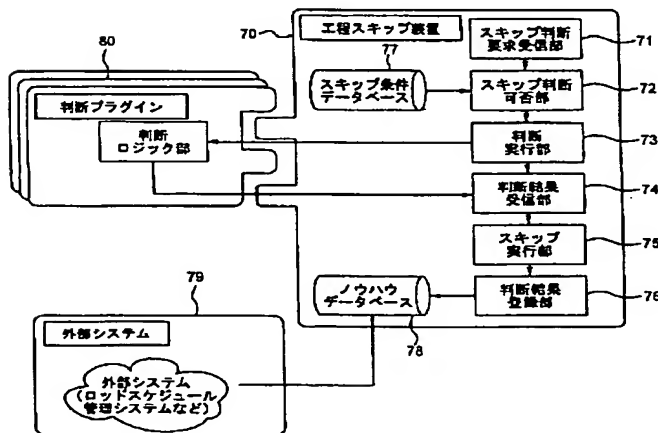 80
70
工程スキップ装置
スキップ判断
要求受信部
71
77
スキップ条件
データベース
スキップ判断
可否部
72
判断プラグイン
判断
ロジック部
判断
実行部
73
判断結果
受信部
74
スキップ
実行部
75
79
ノウハウ
データベース
判断結果
登録部
76
78
外部システム
外部システム
(ロッドスケジュール
管理システムなど)